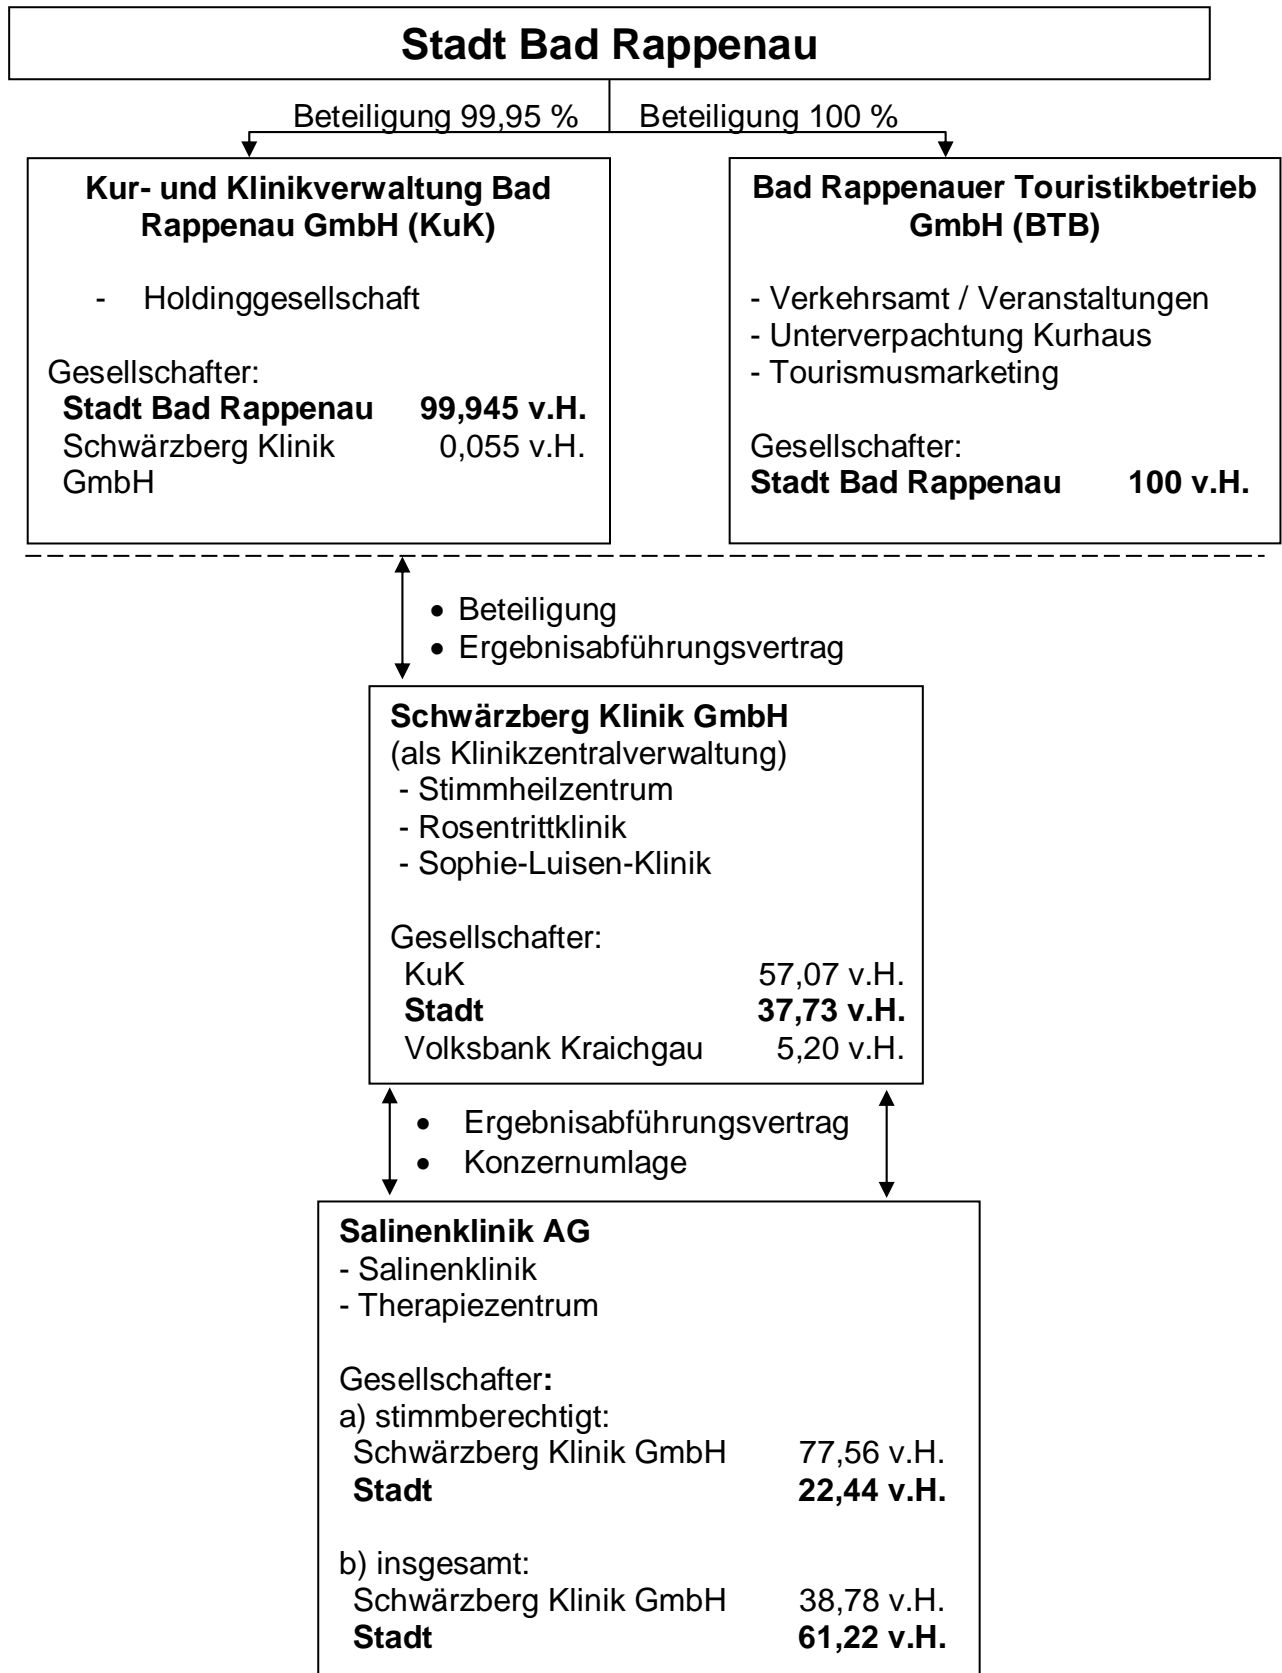 Stadt Bad Rappenau
Beteiligung 99,95 %
Beteiligung 100 %
Kur- und Klinikverwaltung Bad
Rappenau GmbH (KuK)
- Holdinggesellschaft
Gesellschafter:
Stadt Bad Rappenau 99,945 v.H.
Schwärzberg Klinik 0,055 v.H.
GmbH
Bad Rappenauer Touristikbetrieb
GmbH (BTB)
- Verkehrsamt / Veranstaltungen
- Unterverpachtung Kurhaus
- Tourismusmarketing
Gesellschafter:
Stadt Bad Rappenau 100 v.H.
• Beteiligung
• Ergebnisabführungsvertrag
Schwärzberg Klinik GmbH
(als Klinikzentralverwaltung)
- Stimmheilzentrum
- Rosentrittklinik
- Sophie-Luisen-Klinik
Gesellschafter:
KuK 57,07 v.H.
Stadt 37,73 v.H.
Volksbank Kraichgau 5,20 v.H.
• Ergebnisabführungsvertrag
• Konzernumlage
Salinenklinik AG
- Salinenklinik
- Therapiezentrum
Gesellschafter:
a) stimmberechtigt:
Schwärzberg Klinik GmbH 77,56 v.H.
Stadt 22,44 v.H.
b) insgesamt:
Schwärzberg Klinik GmbH 38,78 v.H.
Stadt 61,22 v.H.